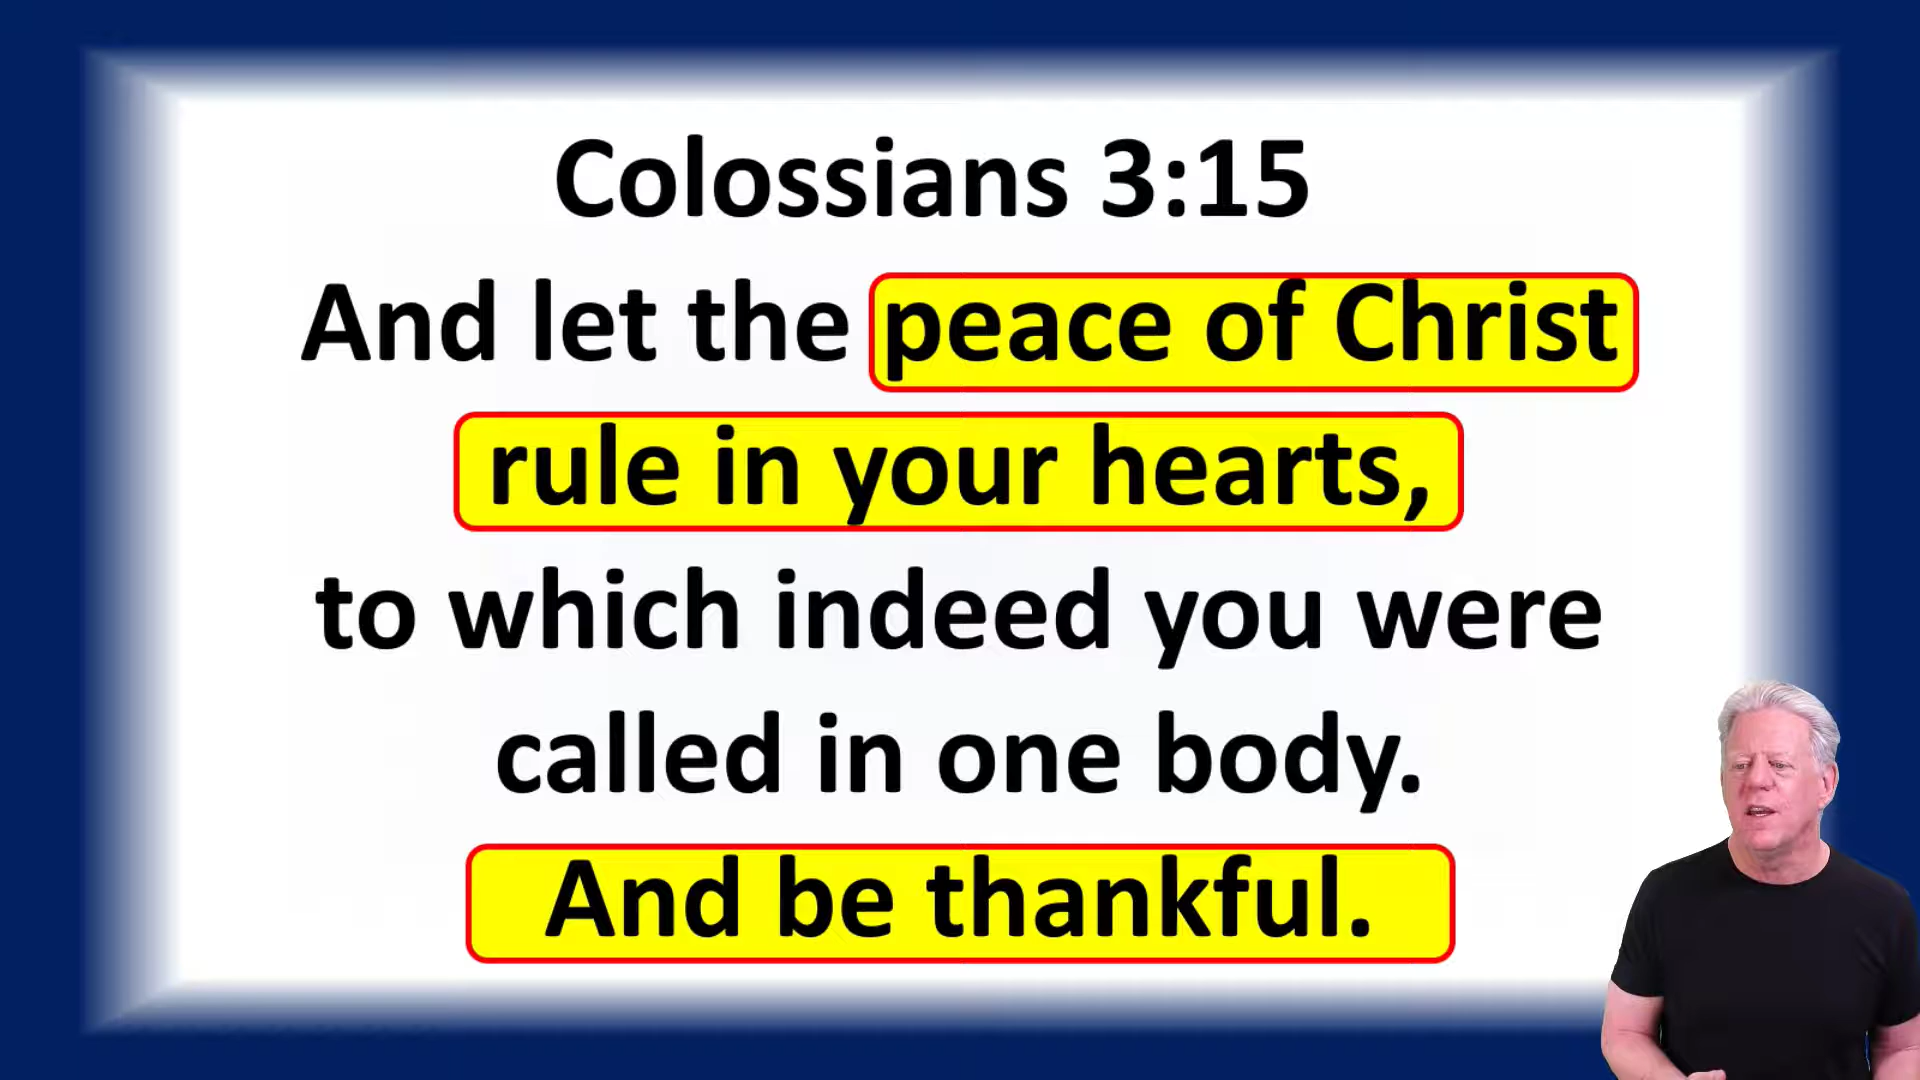 Colossians 3:15
And let the peace of Christ
rule in your hearts,
to which indeed you were
called in one body.
And be thankful.